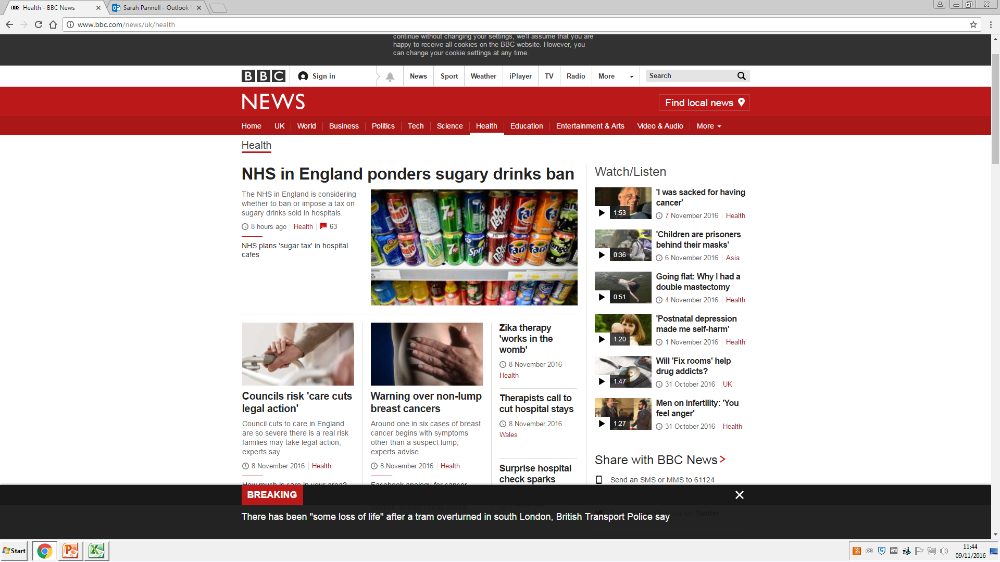 Health - BBC News
Sarah Pannell - Outlook
www.bbc.com/news/uk/health
continue without changing your settings, we'll assume that you are
happy to receive all cookies on the BBC website. However, you
can change your cookie settings at any time.
BBC
Sign in
News
Sport
Weather
iPlayer
TV
Radio
More
Search
NEWS
Find local news
Home
UK
World
Business
Politics
Tech
Science
Health
Education
Entertainment & Arts
Video & Audio
More
Health
NHS in England ponders sugary drinks ban
The NHS in England is considering
whether to ban or impose a tax on
sugary drinks sold in hospitals.
8 hours ago Health 63
NHS plans 'sugar tax' in hospital
cafes
7up
Dr Pepper
Fanta
7up
Fanta
Fanta
Councils risk 'care cuts
legal action'
Council cuts to care in England
are so severe there is a real risk
families may take legal action,
experts say.
8 November 2016 Health
How much is care in your area?
Warning over non-lump
breast cancers
Around one in six cases of breast
cancer begins with symptoms
other than a suspect lump,
experts advise.
8 November 2016 Health
Facebook apology for cancer
Zika therapy
'works in the
womb'
8 November 2016
Health
Therapists call to
cut hospital stays
8 November 2016
Wales
Surprise hospital
check sparks
Watch/Listen
'I was sacked for having
cancer'
1:53
7 November 2016 Health
'Children are prisoners
behind their masks'
0:36
6 November 2016 Asia
Going flat: Why I had a
double mastectomy
0:51
4 November 2016 Health
'Postnatal depression
made me self-harm'
1:20
1 November 2016 Health
Will 'Fix rooms' help
drug addicts?
1:47
31 October 2016 UK
Men on infertility: 'You
feel anger'
1:27
31 October 2016 Health
Share with BBC News
Send an SMS or MMS to 61124
Say on Twitter
BREAKING
There has been "some loss of life" after a tram overturned in south London, British Transport Police say
Start
11:44
09/11/2016